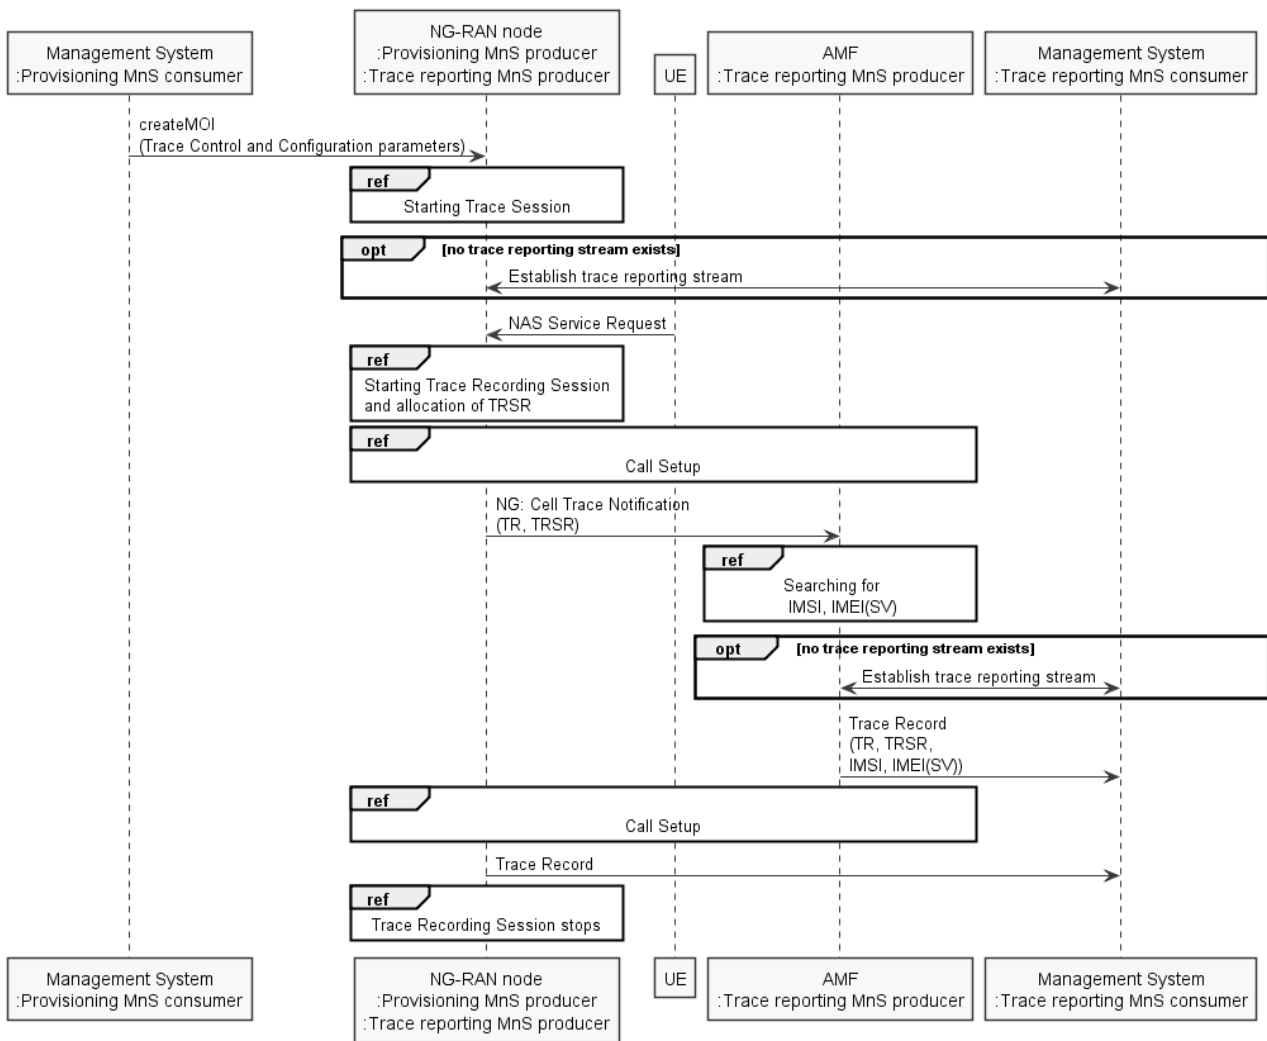 Management System
:Provisioning MnS consumer
NG-RAN node
:Provisioning MnS producer
:Trace reporting MnS producer
UE
AMF
:Trace reporting MnS producer
Management System
:Trace reporting MnS consumer
createMOI
(Trace Control and Configuration parameters)
ref
Starting Trace Session
opt
[no trace reporting stream exists]
Establish trace reporting stream
NAS Service Request
ref
Starting Trace Recording Session
and allocation of TRSR
ref
Call Setup
NG: Cell Trace Notification
(TR, TRSR)
ref
Searching for
IMSI, IMEI(SV)
opt
[no trace reporting stream exists]
Establish trace reporting stream
Trace Record
(TR, TRSR,
IMSI, IMEI(SV))
ref
Call Setup
Trace Record
ref
Trace Recording Session stops
Management System
:Provisioning MnS consumer
NG-RAN node
:Provisioning MnS producer
:Trace reporting MnS producer
UE
AMF
:Trace reporting MnS producer
Management System
:Trace reporting MnS consumer